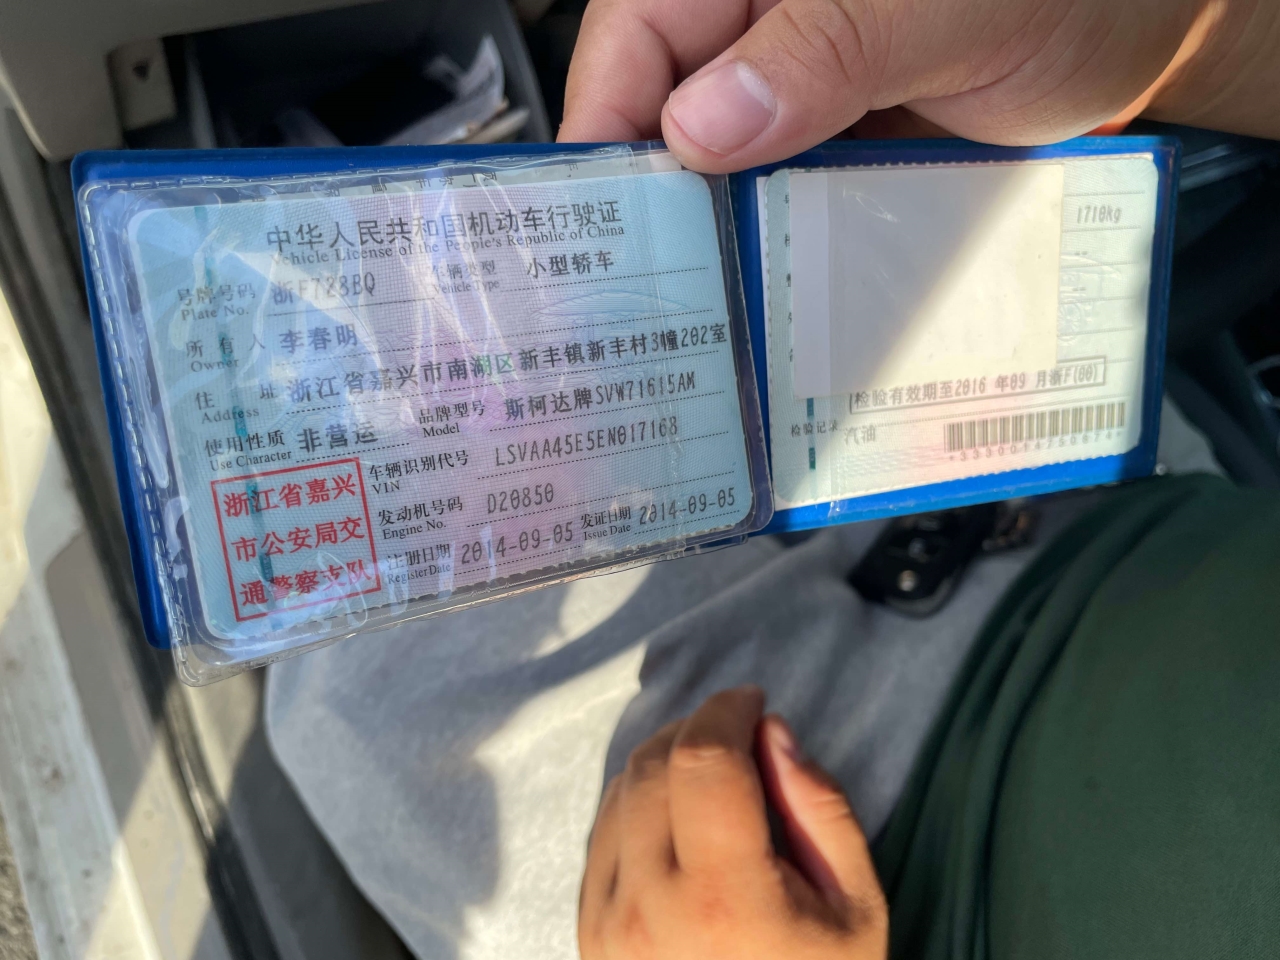 中华人民共和国机动车行驶证
Vehicle License of the People's Republic of China
号牌号码 浙F728BQ 车辆类型 小型轿车
Plate No. Vehicle Type
所有人 李春明
Owner
住址 浙江省嘉兴市南湖区新丰镇新丰村3幢202室
Address
使用性质 非营运 品牌型号 斯柯达牌SVW71615AM
Use Character Model
车辆识别代号 LSVAA45E5EN017168
VIN
发动机号码 D20850
Engine No.
注册日期 2014-09-05 发证日期 2014-09-05
Register Date Issue Date
浙江省嘉兴
市公安局交
通警察支队
1710kg
检验有效期至2016 年09 月浙F(00)
检验记录
汽油